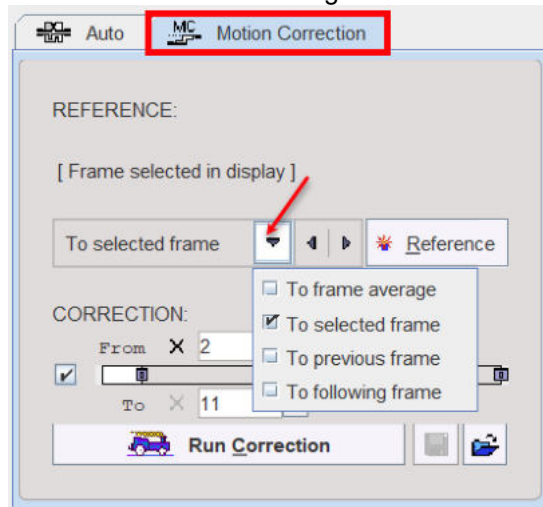 Auto MC Motion Correction
REFERENCE:
[ Frame selected in display ]
To selected frame Reference
To frame average
To selected frame
To previous frame
To following frame
CORRECTION:
From 2
To 11
Run Correction